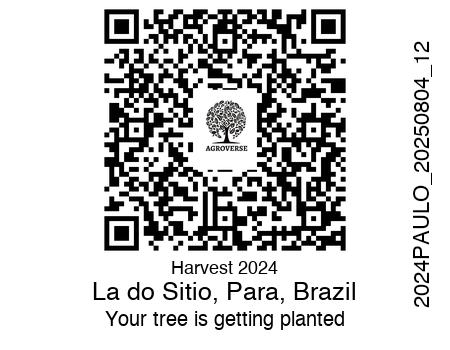 AGROVERSE
Harvest 2024
La do Sitio, Para, Brazil
Your tree is getting planted
2024PAULO_20250804_12